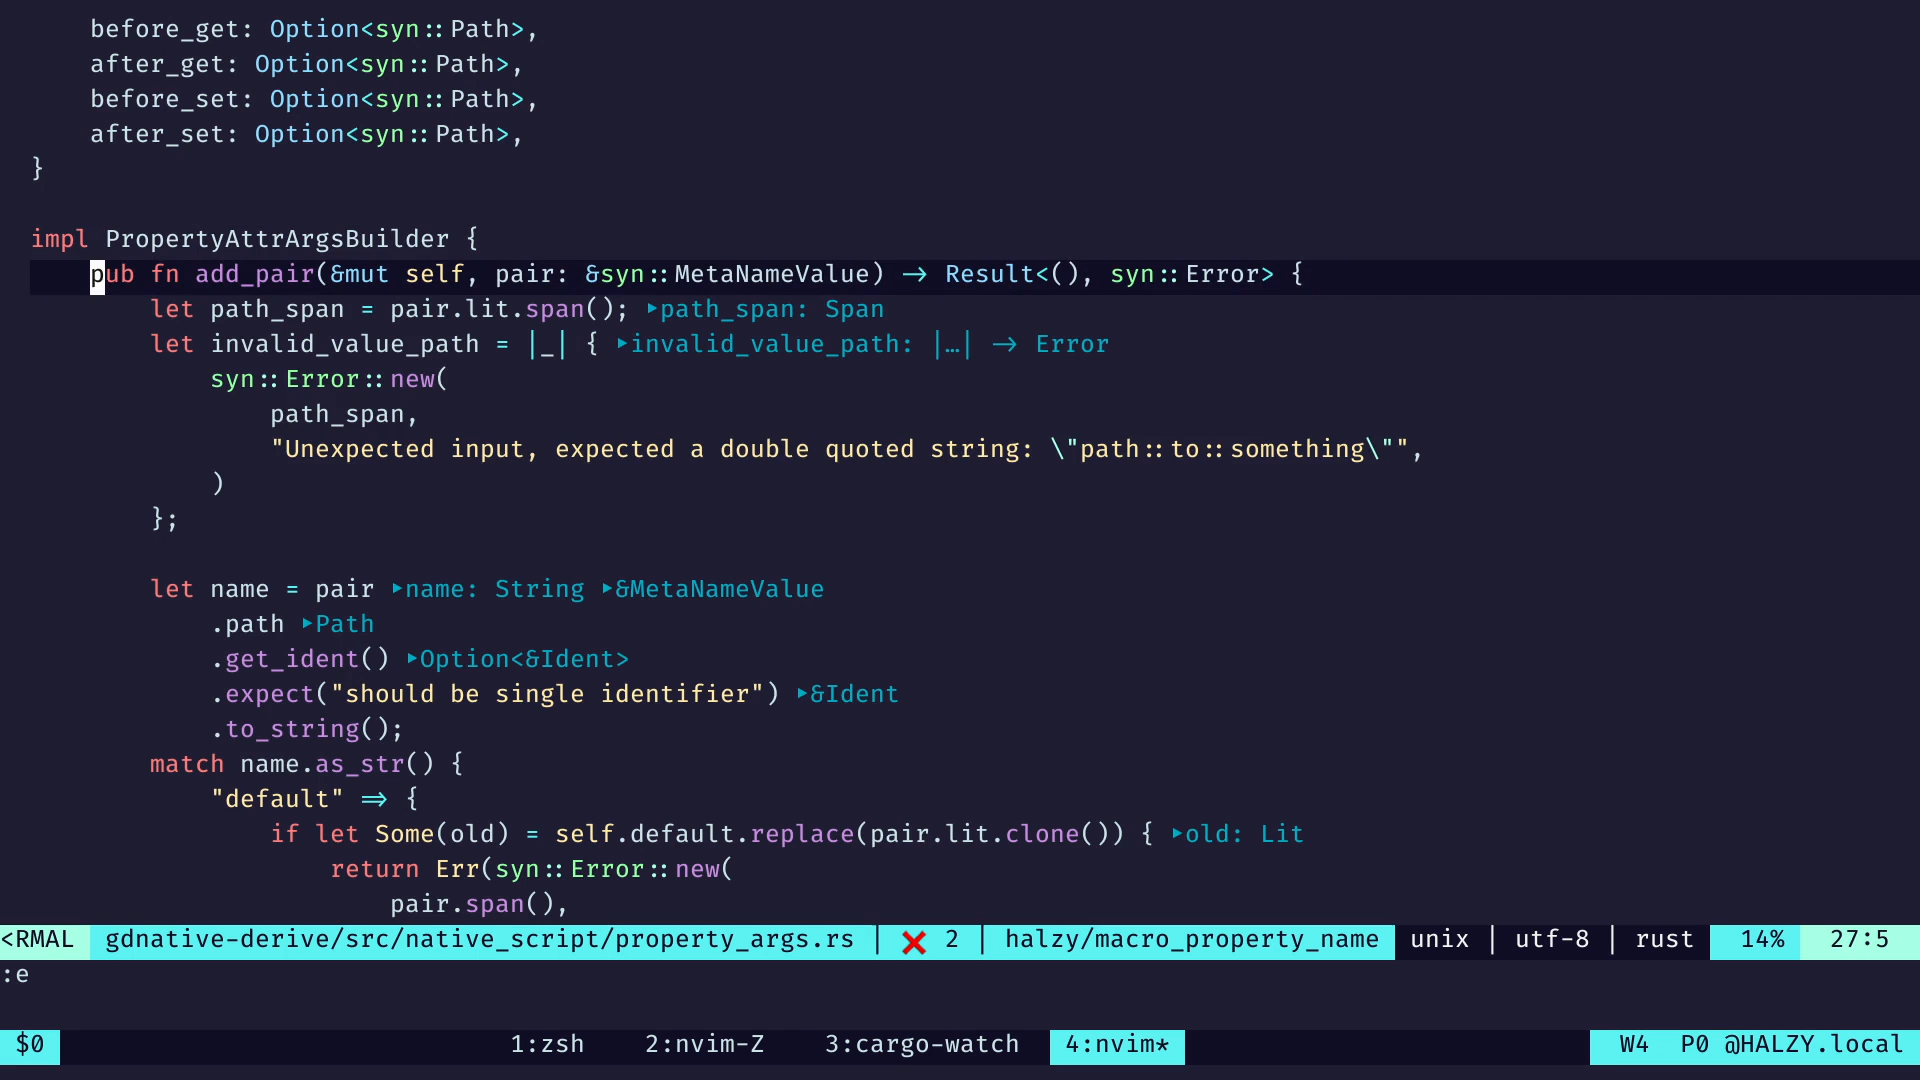 before_get: Option<syn::Path>,
    after_get: Option<syn::Path>,
    before_set: Option<syn::Path>,
    after_set: Option<syn::Path>,
}

impl PropertyAttrArgsBuilder {
    pub fn add_pair(&mut self, pair: &syn::MetaNameValue) -> Result<(), syn::Error> {
        let path_span = pair.lit.span(); ‣path_span: Span
        let invalid_value_path = |_| { ‣invalid_value_path: |…| -> Error
            syn::Error::new(
                path_span,
                "Unexpected input, expected a double quoted string: \"path::to::something\"",
            )
        };

        let name = pair ‣name: String ‣&MetaNameValue
            .path ‣Path
            .get_ident() ‣Option<&Ident>
            .expect("should be single identifier") ‣&Ident
            .to_string();
        match name.as_str() {
            "default" => {
                if let Some(old) = self.default.replace(pair.lit.clone()) { ‣old: Lit
                    return Err(syn::Error::new(
                        pair.span(),
<RMAL gdnative-derive/src/native_script/property_args.rs | ❌ 2 | halzy/macro_property_name unix | utf-8 | rust 14% 27:5
:e
$0 1:zsh 2:nvim-Z 3:cargo-watch 4:nvim* W4 P0 @HALZY.local